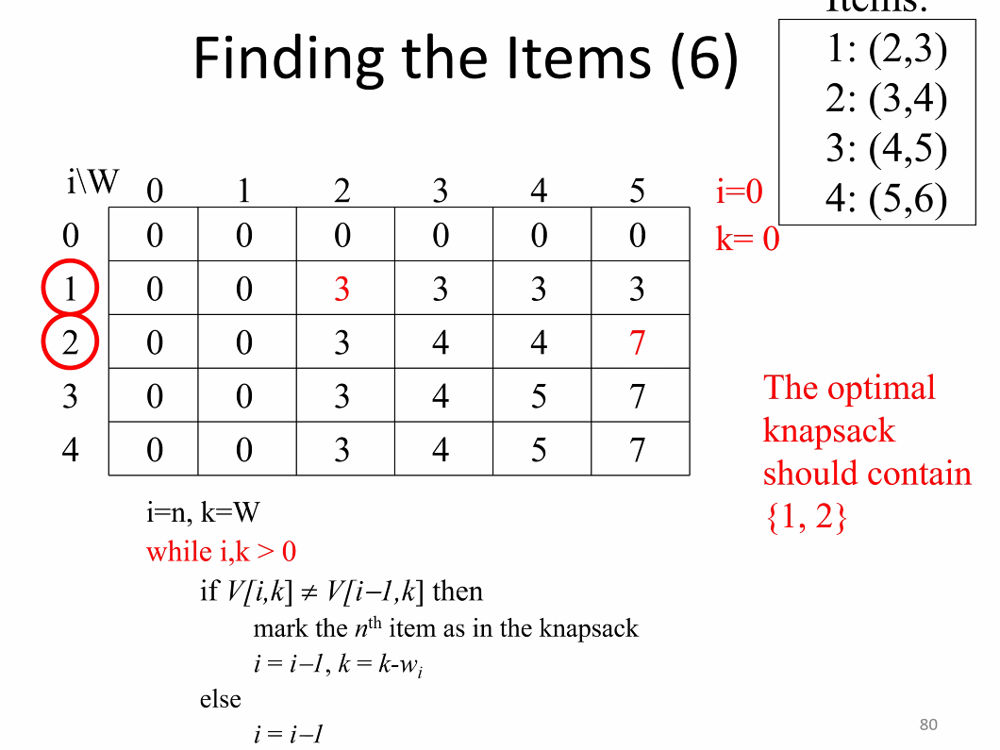 Items:
Finding the Items (6)
1: (2,3)
2: (3,4)
3: (4,5)
4: (5,6)
i\W 0 1 2 3 4 5
0 0 0 0 0 0 0
1 0 0 3 3 3 3
2 0 0 3 4 4 7
3 0 0 3 4 5 7
4 0 0 3 4 5 7
i=0
k= 0
The optimal
knapsack
should contain
{1, 2}
i=n, k=W
while i,k > 0
if V[i,k] ≠ V[i−1,k] then
mark the nth item as in the knapsack
i = i−1, k = k-wi
else
i = i−1
80